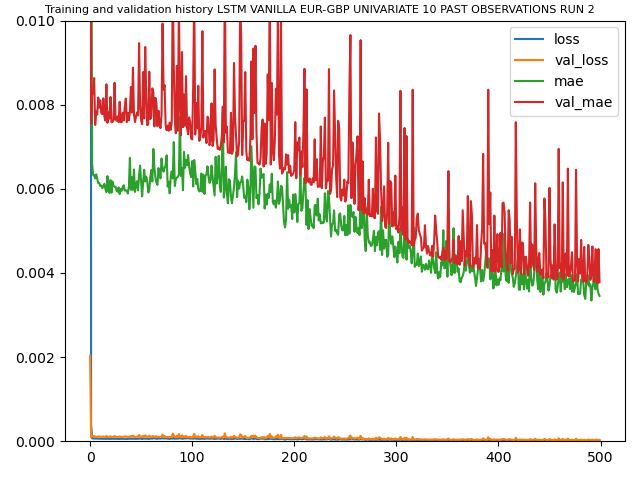 Training and validation history LSTM VANILLA EUR-GBP UNIVARIATE 10 PAST OBSERVATIONS RUN 2
0.010
0.008
0.006
0.004
0.002
0.000
0 100 200 300 400 500
loss
val_loss
mae
val_mae